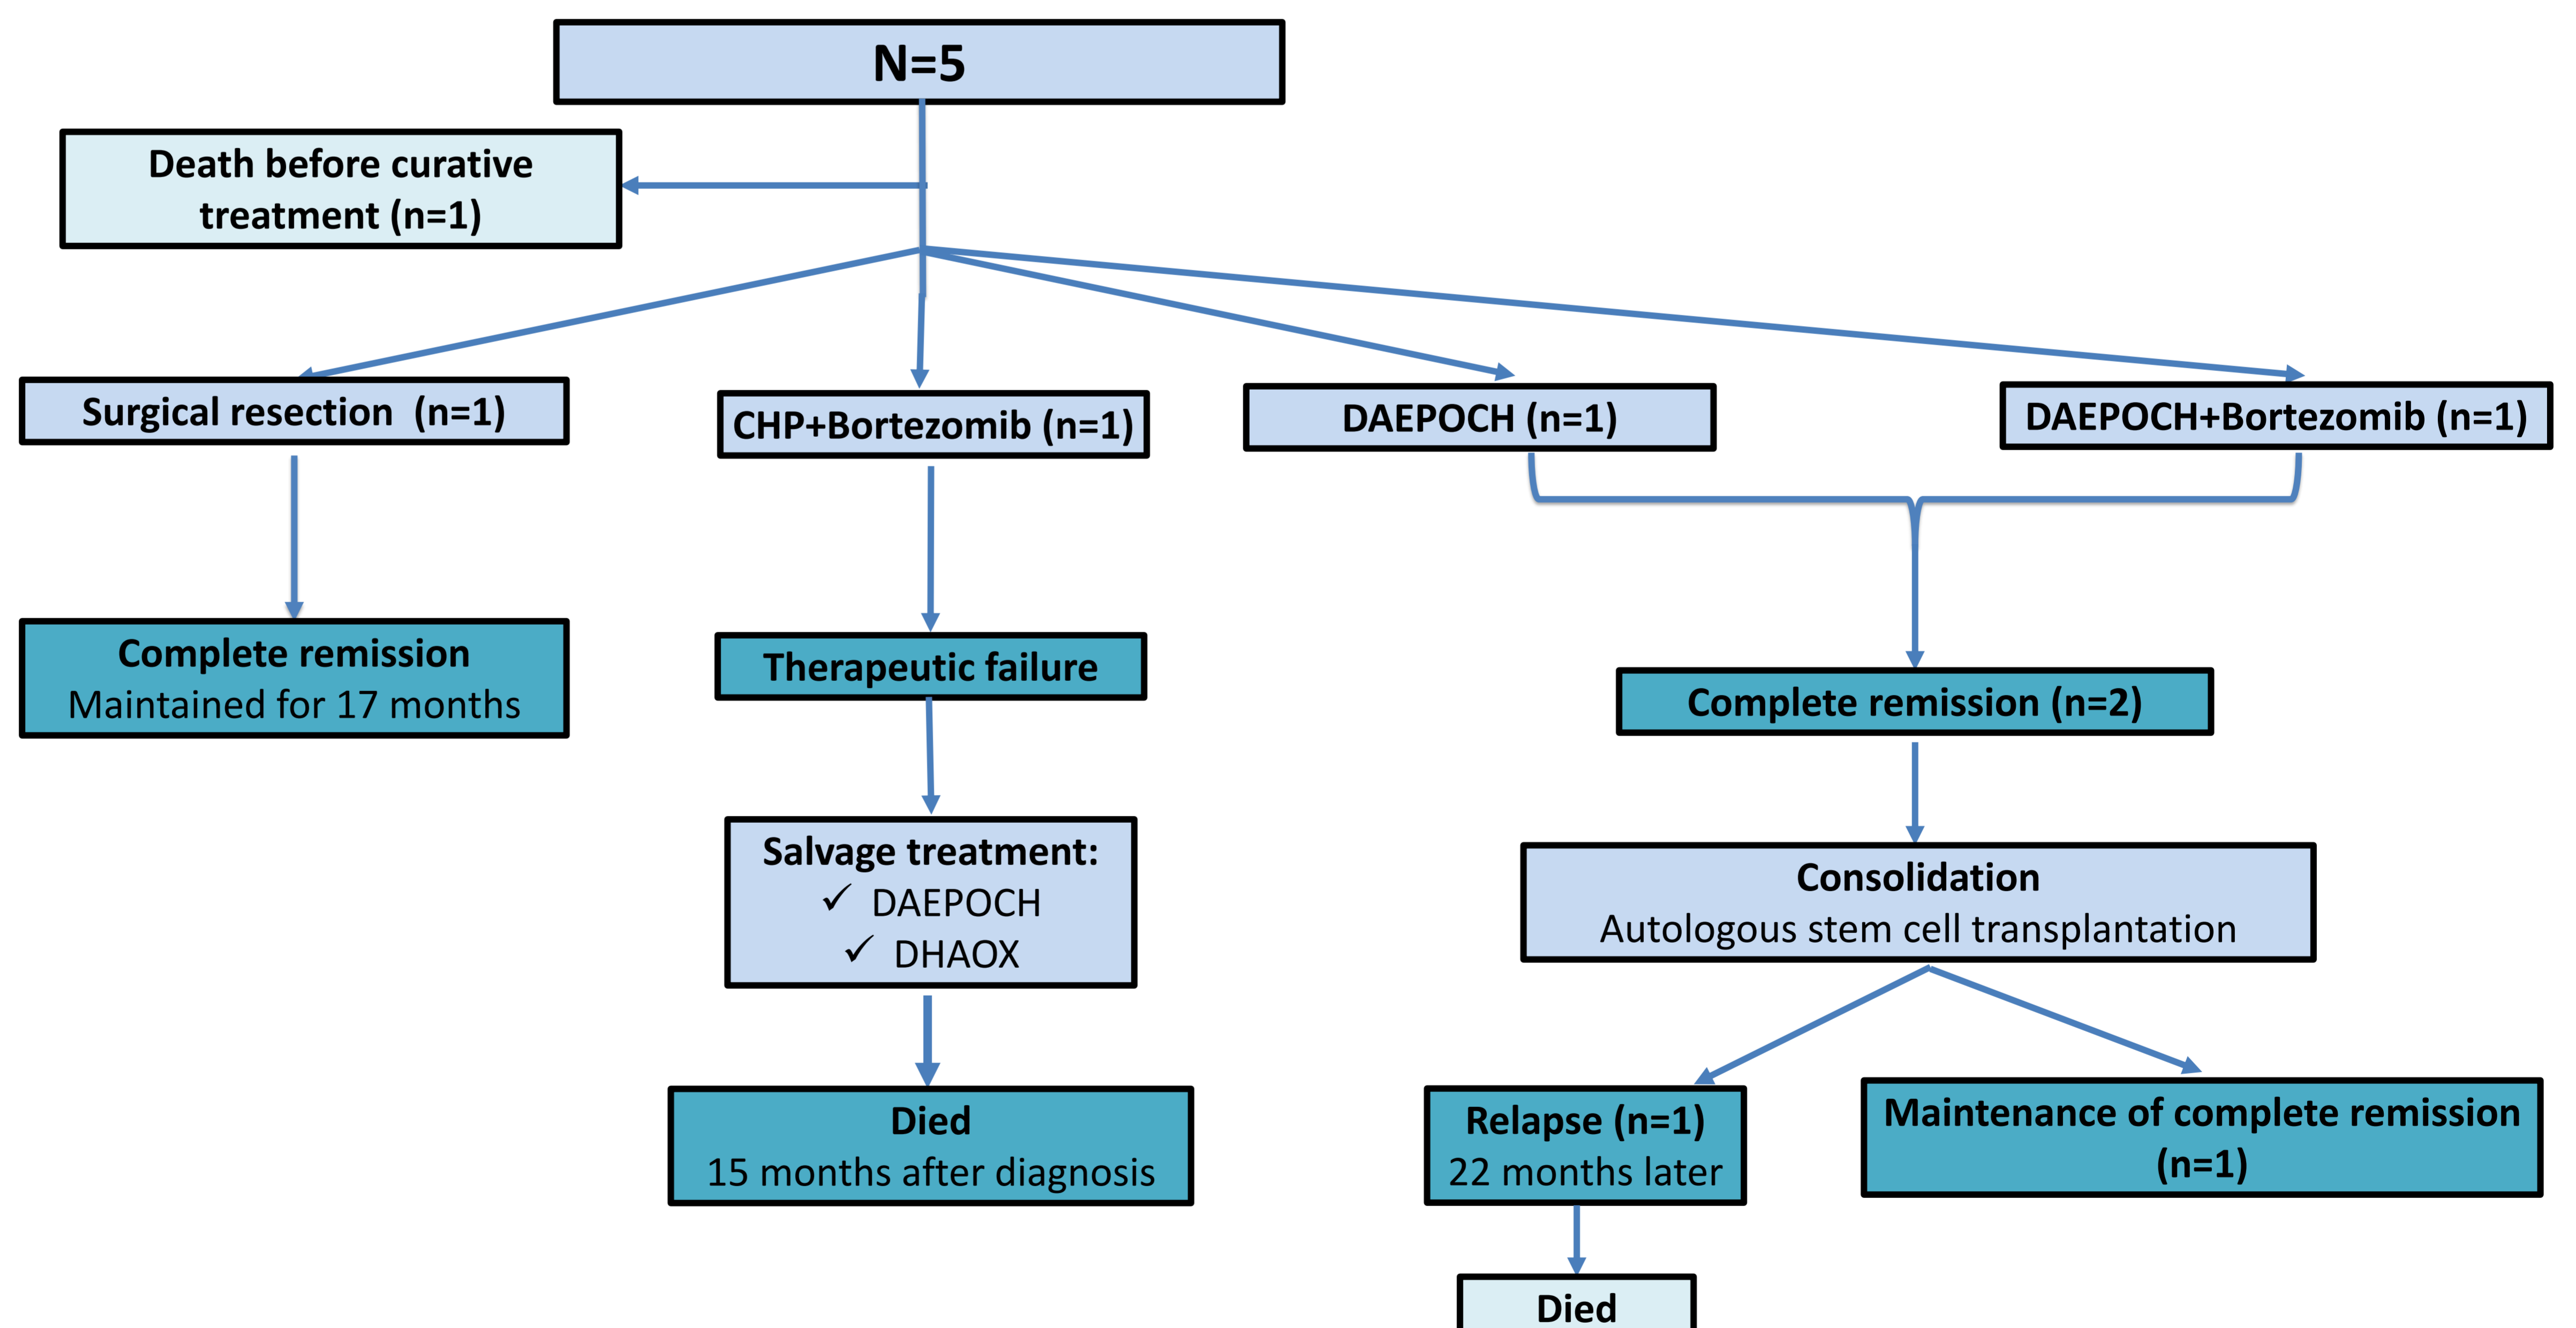 N=5
Death before curative
treatment (n=1)
Surgical resection (n=1)
CHP+Bortezomib (n=1)
DAEPOCH (n=1)
DAEPOCH+Bortezomib (n=1)
Complete remission
Maintained for 17 months
Therapeutic failure
Complete remission (n=2)
Salvage treatment:
✓ DAEPOCH
✓ DHAOX
Consolidation
Autologous stem cell transplantation
Died
15 months after diagnosis
Relapse (n=1)
22 months later
Maintenance of complete remission
(n=1)
Died